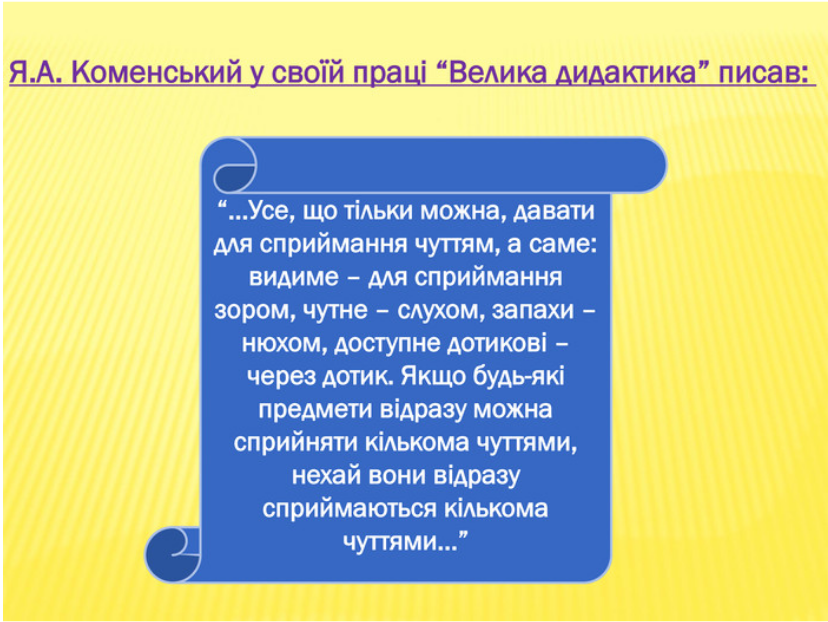 Я.А. Коменський у своїй праці “Велика дидактика” писав:
“...Усе, що тільки можна, давати
для сприймання чуттям, а саме:
видиме – для сприймання
зором, чутне – слухом, запахи –
нюхом, доступне дотикові –
через дотик. Якщо будь-які
предмети відразу можна
сприйняти кількома чуттями,
нехай вони відразу
сприймаються кількома
чуттями...”